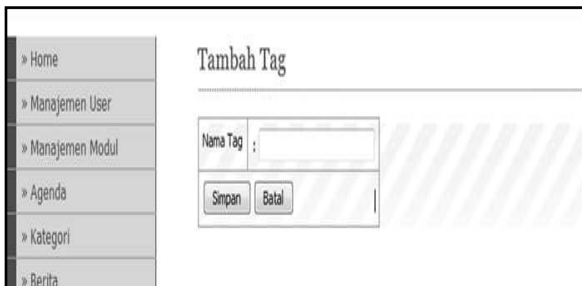 » Home
» Manajemen User
» Manajemen Modul
» Agenda
» Kategori
» Berita
Tambah Tag
Nama Tag :
Simpan Batal